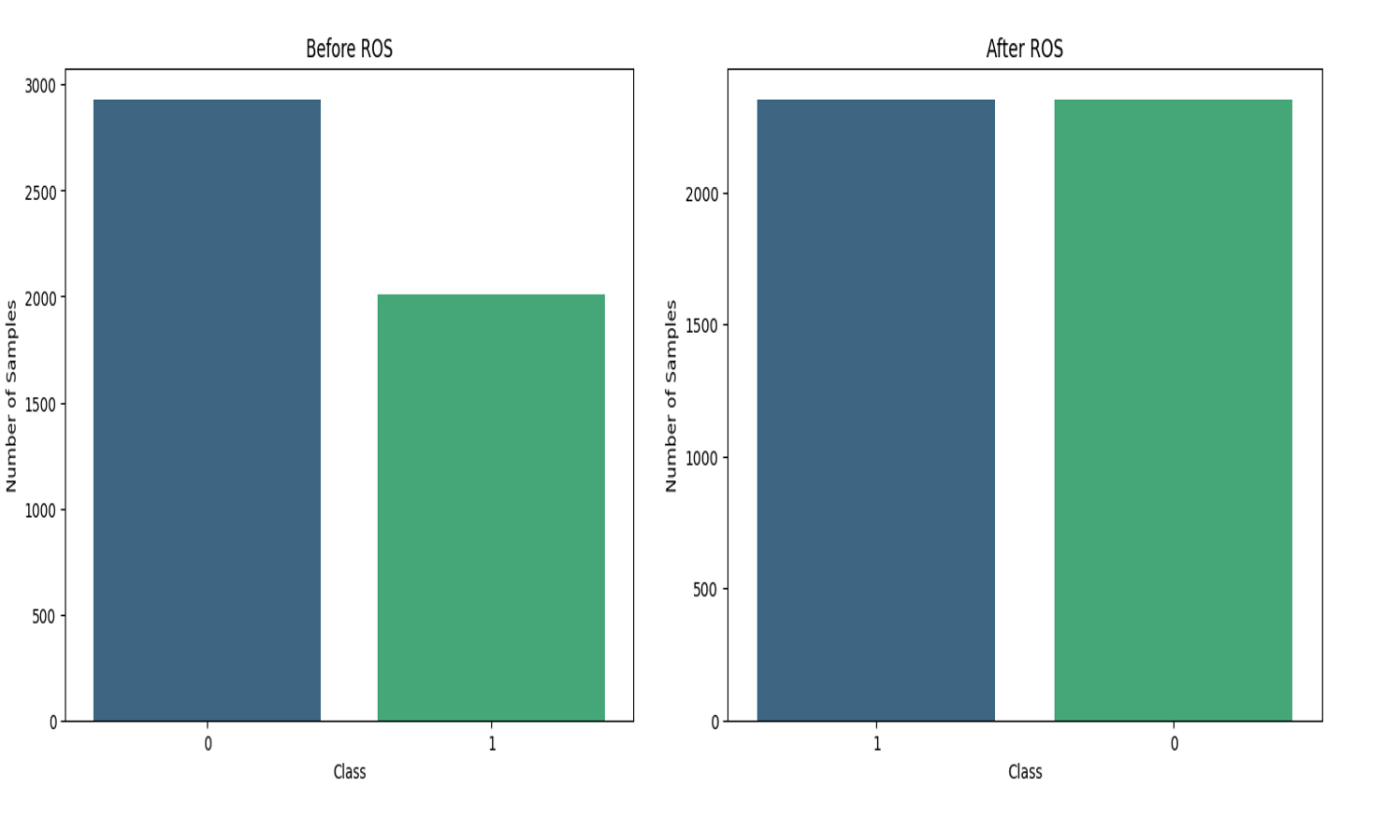 Before ROS
3000
2500
2000
1500
1000
500
0
Number of Samples
0 1
Class
After ROS
2000
1500
1000
500
0
Number of Samples
1 0
Class